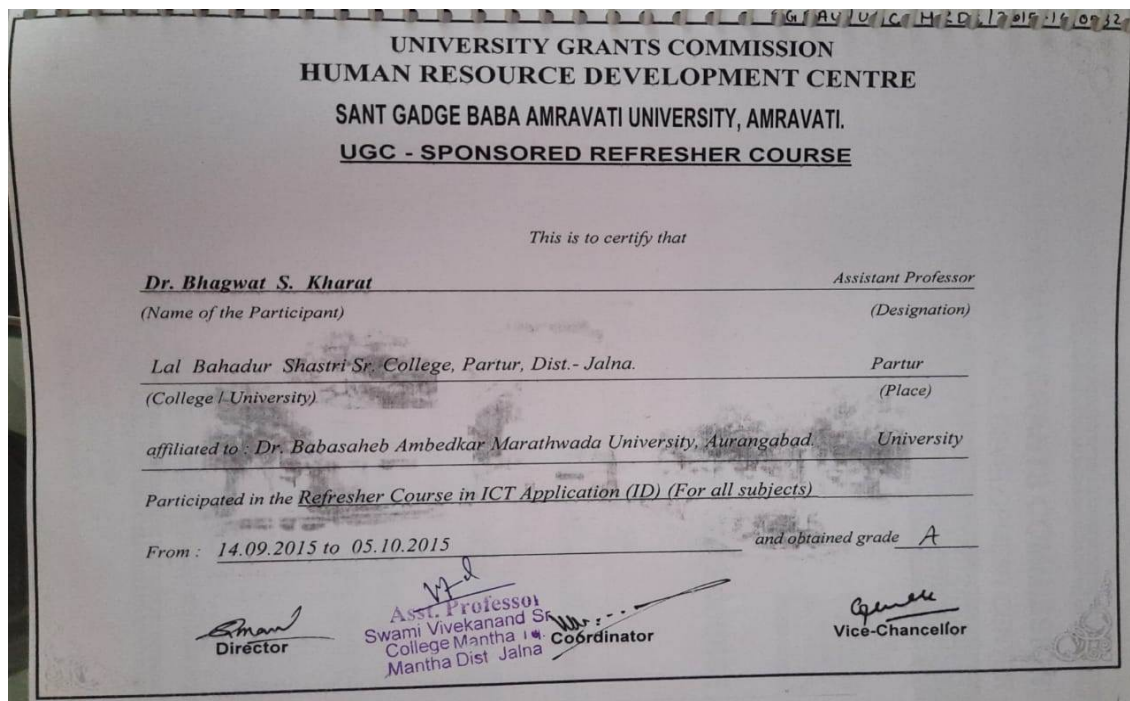 UNIVERSITY GRANTS COMMISSION
HUMAN RESOURCE DEVELOPMENT CENTRE
SANT GADGE BABA AMRAVATI UNIVERSITY, AMRAVATI.
UGC - SPONSORED REFRESHER COURSE
This is to certify that
Dr. Bhagwat S. Kharat Assistant Professor
(Name of the Participant) (Designation)
Lal Bahadur Shastri Sr. College, Partur, Dist.- Jalna. Partur
(College / University) (Place)
affiliated to : Dr. Babasaheb Ambedkar Marathwada University, Aurangabad. University
Participated in the Refresher Course in ICT Application (ID) (For all subjects)
From : 14.09.2015 to 05.10.2015 and obtained grade A
Asst. Professor
Swami Vivekanand Sr
College Mantha
Mantha Dist Jalna
Director Coordinator Vice-Chancellor